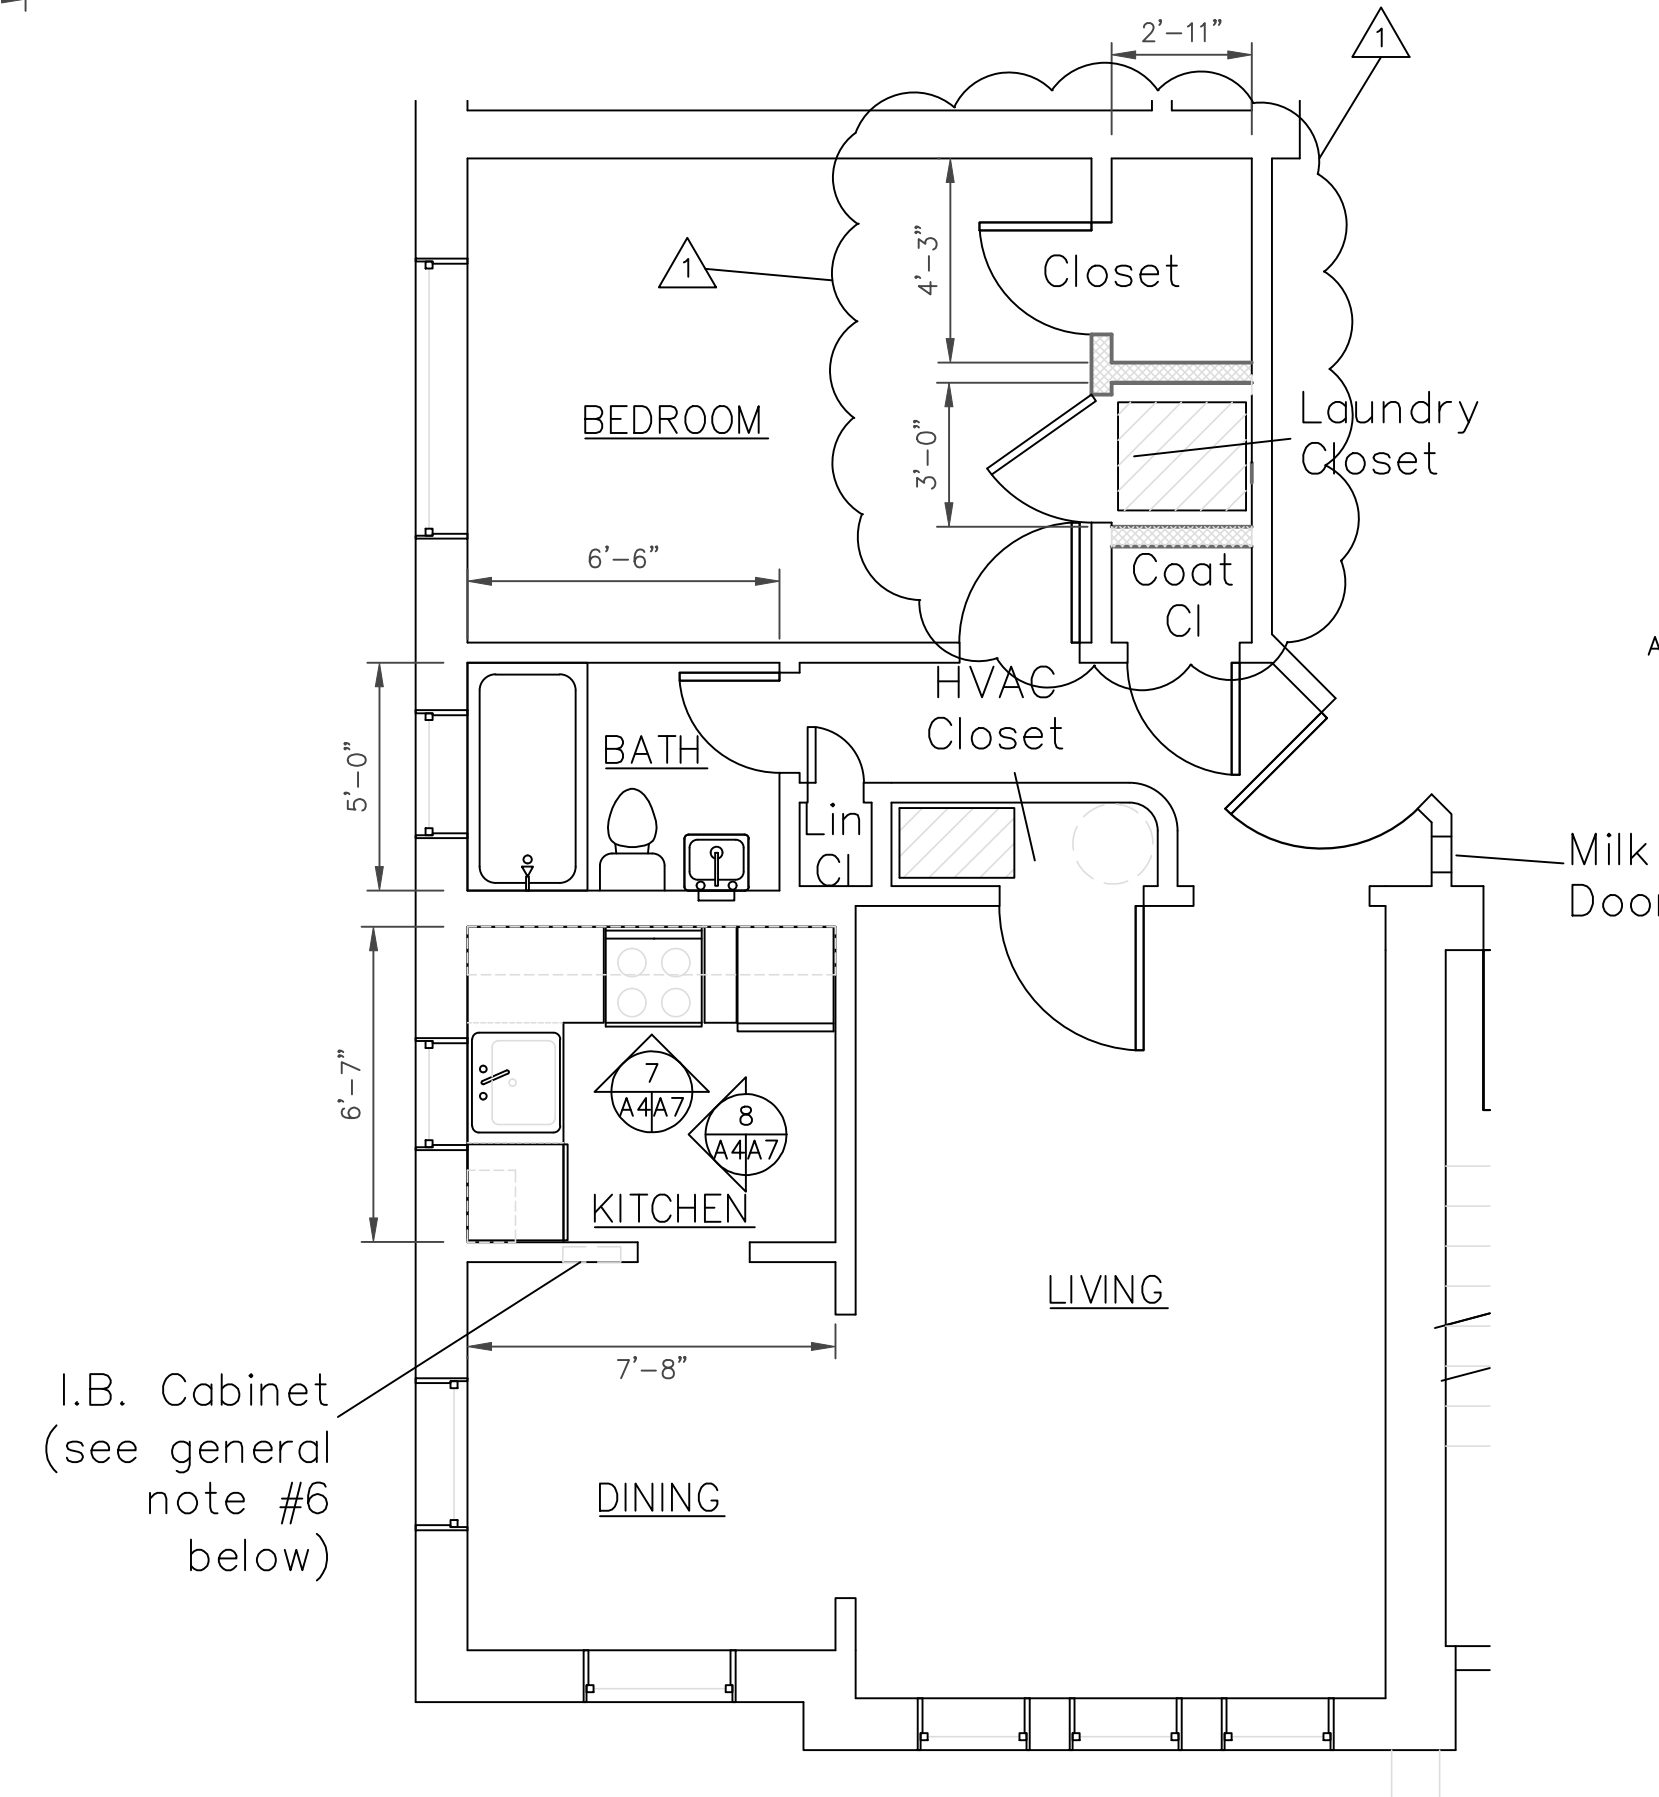 2'-11"
1
1
4'-3"
Closet
BEDROOM
3'-0"
Laundry
Closet
6'-6"
Coat
Cl
A
HVAC
Closet
5'-0"
BATH
Lin
Cl
Milk
Door
6'-7"
7
A4 A7
8
A4 A7
KITCHEN
LIVING
7'-8"
I.B. Cabinet
(see general
note #6
below)
DINING